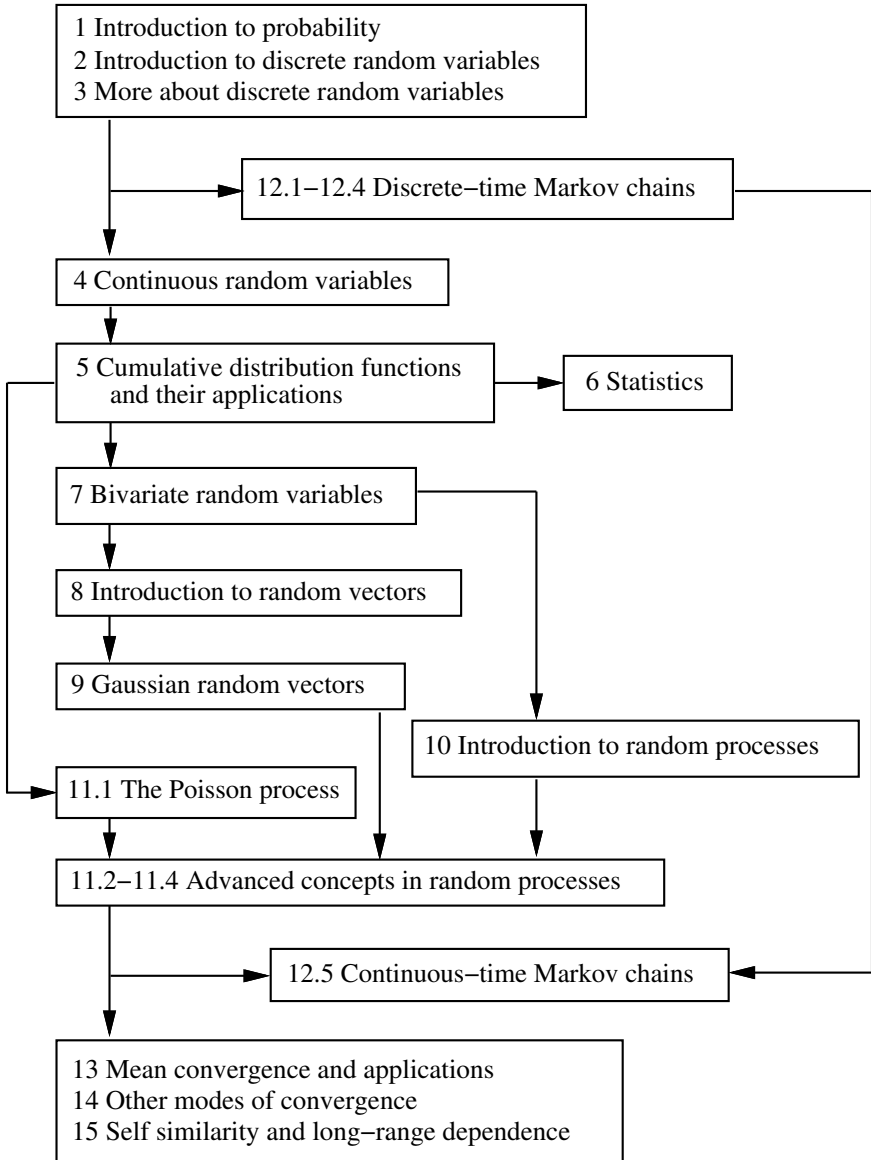 1 Introduction to probability
2 Introduction to discrete random variables
3 More about discrete random variables
12.1−12.4 Discrete−time Markov chains
4 Continuous random variables
5 Cumulative distribution functions
and their applications
6 Statistics
7 Bivariate random variables
8 Introduction to random vectors
9 Gaussian random vectors
10 Introduction to random processes
11.1 The Poisson process
11.2−11.4 Advanced concepts in random processes
12.5 Continuous−time Markov chains
13 Mean convergence and applications
14 Other modes of convergence
15 Self similarity and long−range dependence